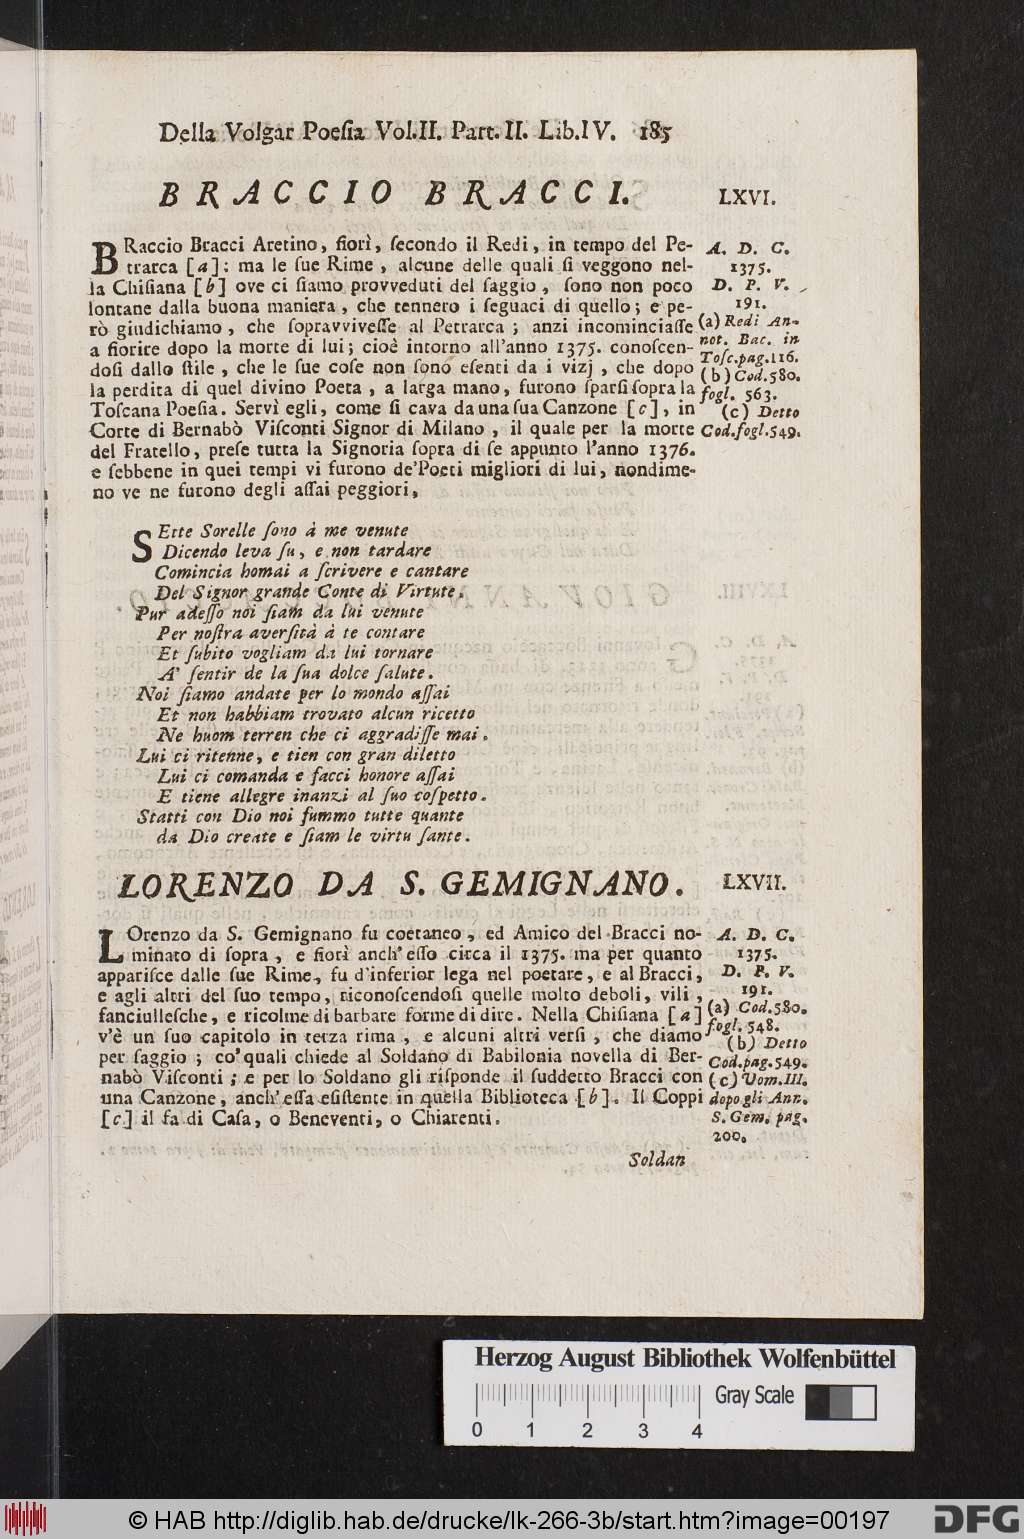 Della Volgar Poeſia Vol.II. Part. II. Lib.IV. 185
BRACCIO BRACCI. LXVI.
BRaccio Bracci Aretino, fiorì, ſecondo il Redi, in tempo del Pe-
trarca [a]: ma le ſue Rime, alcune delle quali ſi veggono nel-
la Chiſiana [b] ove ci ſiamo provveduti del ſaggio, ſono non poco
lontane dalla buona maniera, che tennero i ſeguaci di quello; e pe-
rò giudichiamo, che ſopravviveſſe al Petrarca; anzi incominciaſſe
a fiorire dopo la morte di lui; cioè intorno all'anno 1375. conoſcen-
doſi dallo ſtile, che le ſue coſe non ſono eſenti da i vizj, che dopo
la perdita di quel divino Poeta, a larga mano, furono ſparſi ſopra la
Toſcana Poeſia. Servì egli, come ſi cava da una ſua Canzone [c], in
Corte di Bernabò Viſconti Signor di Milano, il quale per la morte
del Fratello, preſe tutta la Signoria ſopra di ſe appunto l'anno 1376.
e ſebbene in quei tempi vi furono de'Poeti migliori di lui, nondime-
no ve ne furono degli aſſai peggiori,
A. D. C.
1375.
D. P. V.
191.
(a) Redi An-
not. Bac. in
Toſc.pag.116.
(b) Cod.580.
fogl. 563.
(c) Detto
Cod.fogl.549.
SEtte Sorelle ſono à me venute
Dicendo leva ſu, e non tardare
Comincia homai a ſcrivere e cantare
Del Signor grande Conte di Virtute.
Pur adeſſo noi ſiam da lui venute
Per noſtra averſità à te contare
Et ſubito vogliam da lui tornare
A' ſentir de la ſua dolce ſalute.
Noi ſiamo andate per lo mondo aſſai
Et non habbiam trovato alcun ricetto
Ne huom terren che ci aggradiſſe mai.
Lui ci ritenne, e tien con gran diletto
Lui ci comanda e facci honore aſſai
E tiene allegre inanzi al ſuo coſpetto.
Statti con Dio noi fummo tutte quante
da Dio create e ſiam le virtu ſante.
LORENZO DA S. GEMIGNANO. LXVII.
LOrenzo da S. Gemignano fu coetaneo, ed Amico del Bracci no-
minato di ſopra, e fiorì anch'eſſo circa il 1375. ma per quanto
appariſce dalle ſue Rime, fu d'inferior lega nel poetare, e al Bracci,
e agli altri del ſuo tempo, riconoſcendoſi quelle molto deboli, vili,
fanciulleſche, e ricolme di barbare forme di dire. Nella Chiſiana [a]
v'è un ſuo capitolo in terza rima, e alcuni altri verſi, che diamo
per ſaggio; co'quali chiede al Soldano di Babilonia novella di Ber-
nabò Viſconti; e per lo Soldano gli riſponde il ſuddetto Bracci con
una Canzone, anch'eſſa eſiſtente in quella Biblioteca [b]. Il Coppi
[c] il fa di Caſa, o Beneventi, o Chiarenti.
A. D. C.
1375.
D. P. V.
191.
(a) Cod.580.
fogl. 548.
(b) Detto
Cod.pag.549.
(c) Uom.III.
dopo gli Ann.
S. Gem. pag.
200.
Soldan
Herzog August Bibliothek Wolfenbüttel
Gray Scale
0 1 2 3 4
© HAB http://diglib.hab.de/drucke/lk-266-3b/start.htm?image=00197
DFG